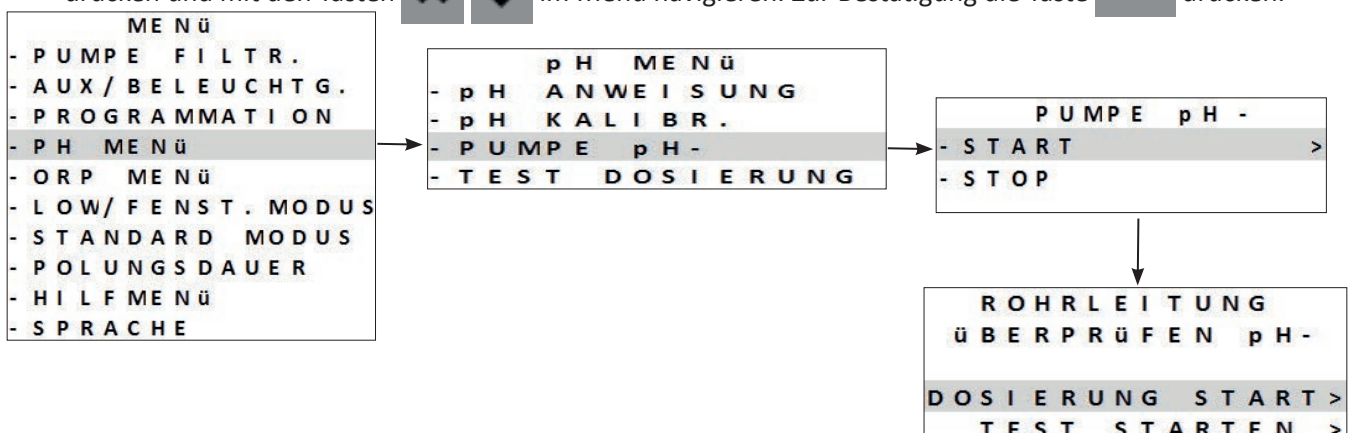 drücken und mit den Tasten im Menü navigieren. Zur Bestätigung die Taste drücken.
MENü
- PUMPE FILTR.
- AUX/BELEUCHTG.
- PROGRAMMATION
- PH MENü
- ORP MENü
- LOW/FENST. MODUS
- STANDARD MODUS
- POLUNGSDAUER
- HILFMENü
- SPRACHE
pH MENü
- pH ANWEISUNG
- pH KALIBR.
- PUMPE pH-
- TEST DOSIERUNG
PUMPE pH -
- START >
- STOP
ROHRLEITUNG
üBERPRüFEN pH-
DOSIERUNG START>
TEST STARTEN >